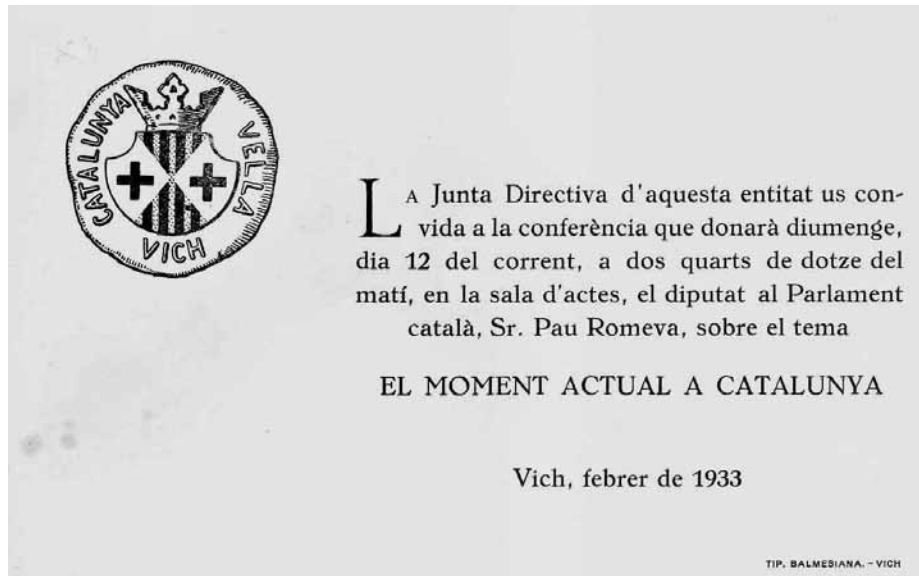 CATALUNYA VELLA
VICH
LA Junta Directiva d'aquesta entitat us con-
vida a la conferència que donarà diumenge,
dia 12 del corrent, a dos quarts de dotze del
matí, en la sala d'actes, el diputat al Parlament
català, Sr. Pau Romeva, sobre el tema
EL MOMENT ACTUAL A CATALUNYA
Vich, febrer de 1933
TIP. BALMESIANA. - VICH